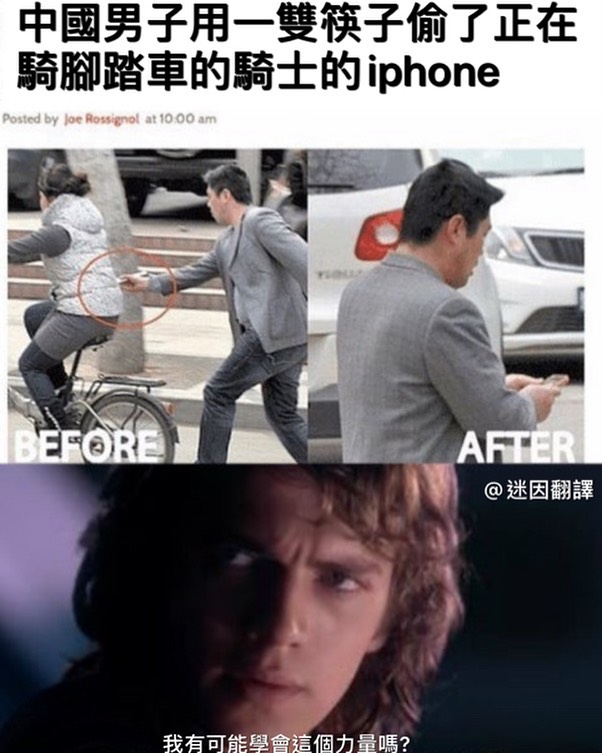 中國男子用一雙筷子偷了正在
騎腳踏車的騎士的iphone
Posted by Joe Rossignol at 10:00 am
BEFORE
AFTER
@迷因翻譯
我有可能學會這個力量嗎?